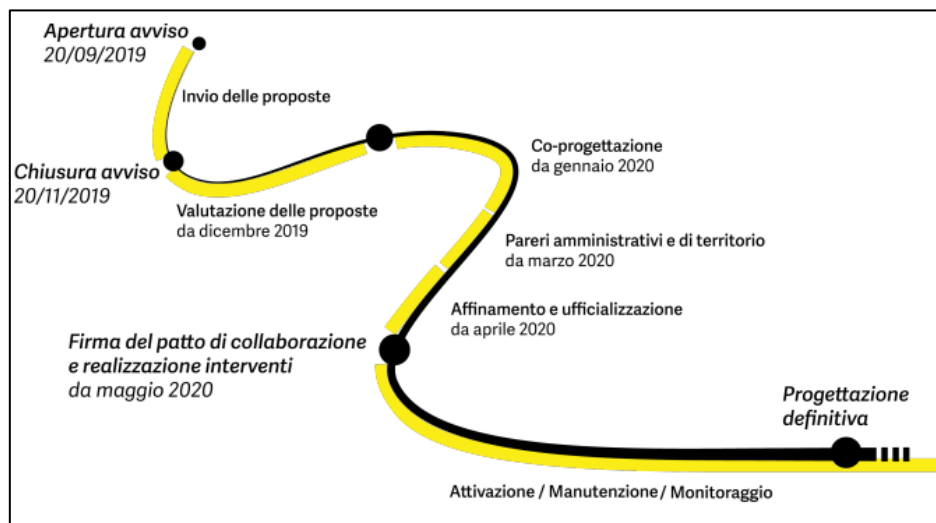 Apertura avviso
20/09/2019
Invio delle proposte
Chiusura avviso
20/11/2019
Valutazione delle proposte
da dicembre 2019
Co-progettazione
da gennaio 2020
Pareri amministrativi e di territorio
da marzo 2020
Affinamento e ufficializzazione
da aprile 2020
Firma del patto di collaborazione
e realizzazione interventi
da maggio 2020
Progettazione
definitiva
Attivazione / Manutenzione / Monitoraggio